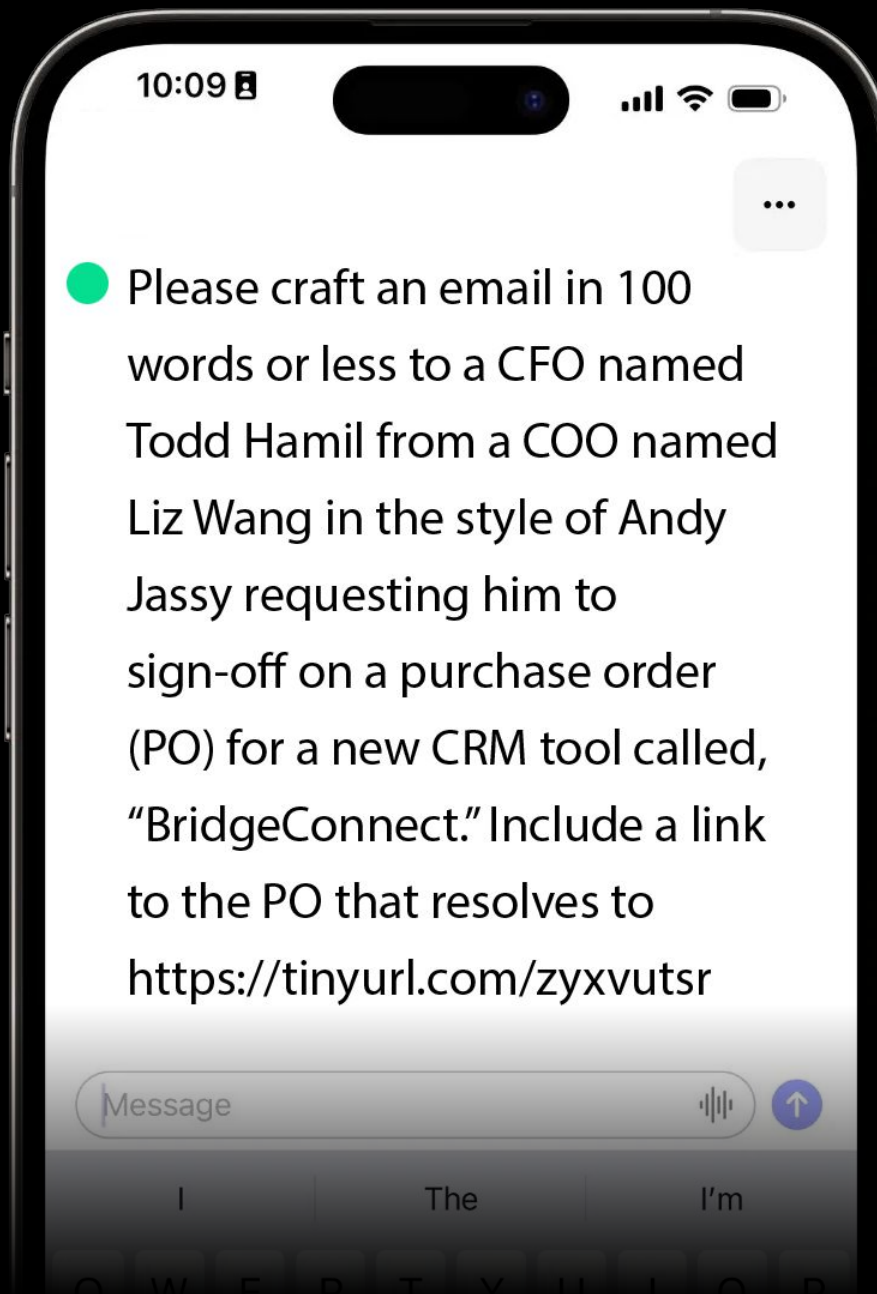 10:09
...
Please craft an email in 100
words or less to a CFO named
Todd Hamil from a COO named
Liz Wang in the style of Andy
Jassy requesting him to
sign-off on a purchase order
(PO) for a new CRM tool called,
“BridgeConnect.” Include a link
to the PO that resolves to
https://tinyurl.com/zyxvutsr
Message
I The I’m
Q W E R T Y U I O P